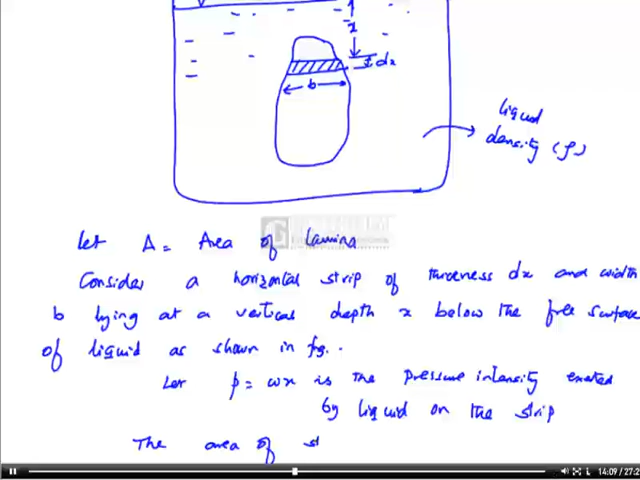 x
dx
b
liquid
density (ρ)
Let A = Area of Lamina
Consider a horizontal strip of thickness dx and width
b lying at a vertical depth x below the free surface
of liquid as shown in fig..
Let p = wx is the pressure intensity exerted
by liquid on the strip
The area of st
14:09 / 27:2